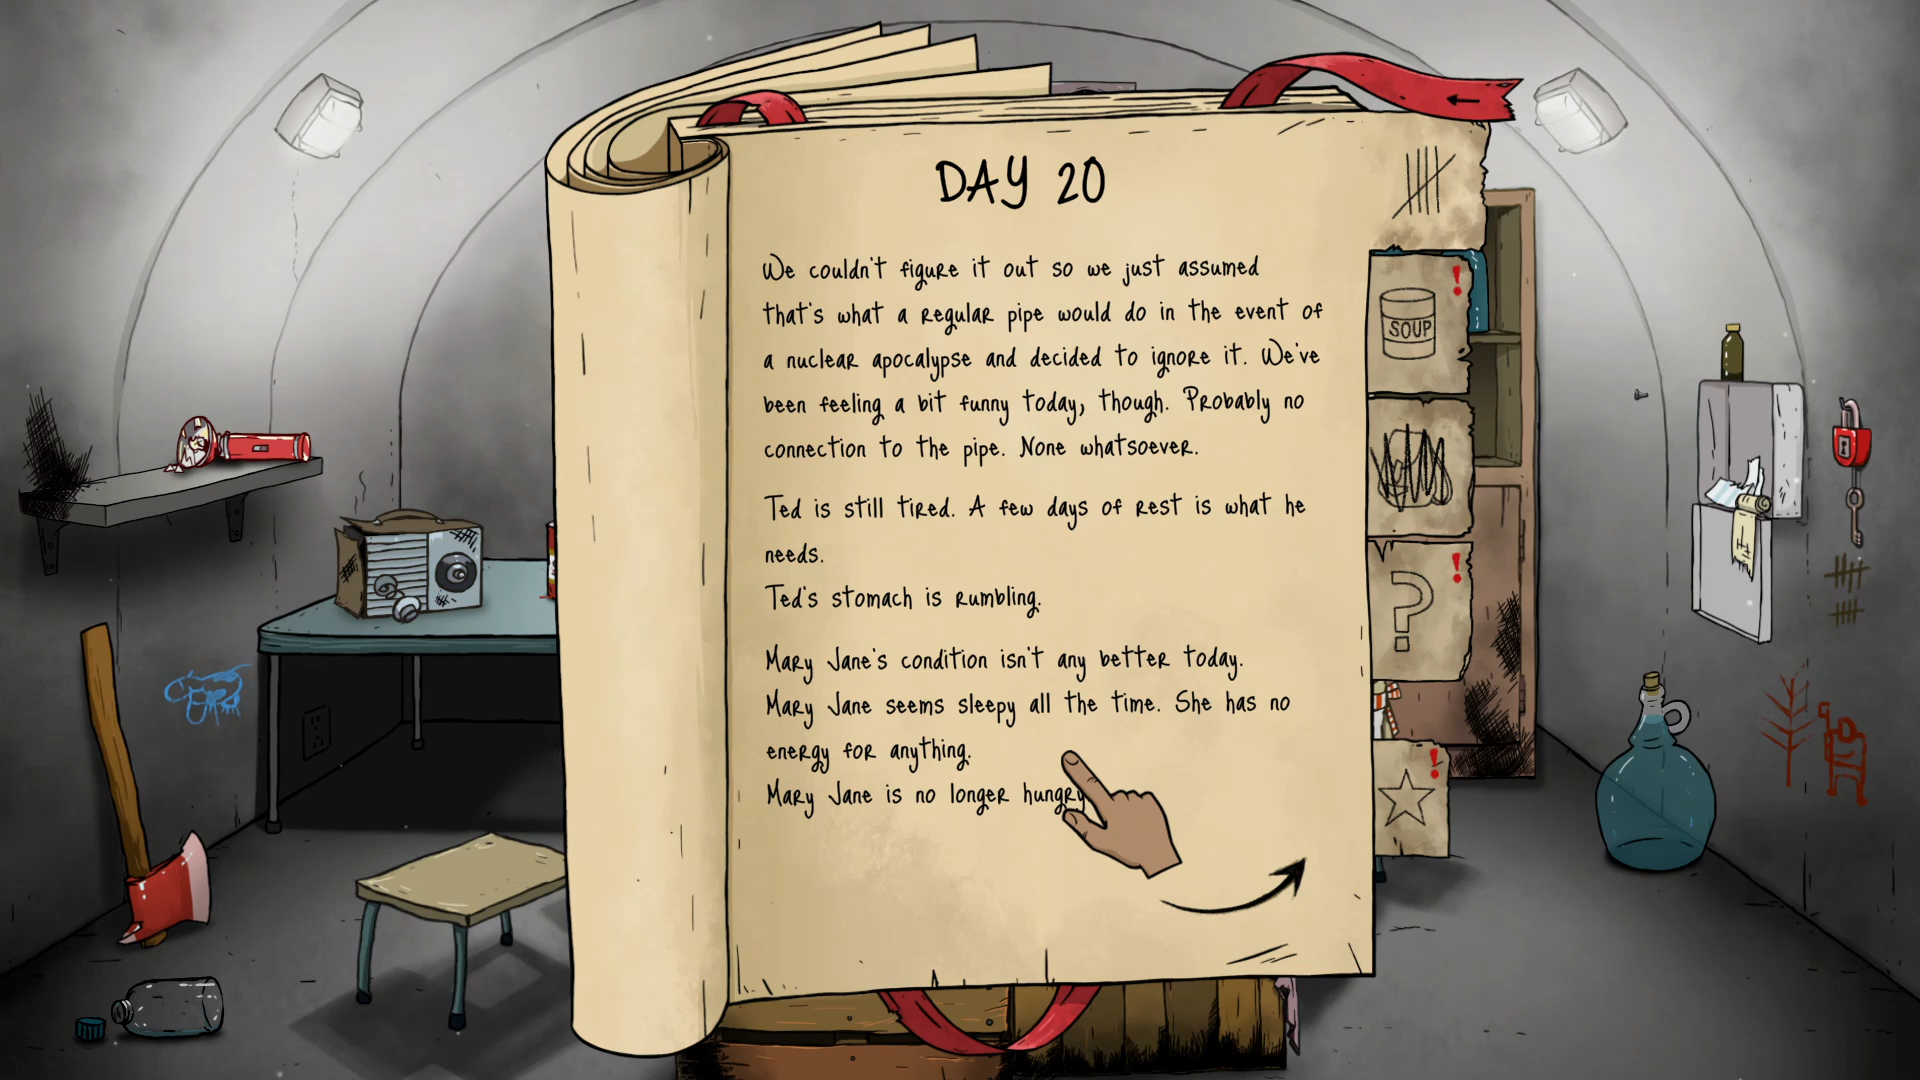 DAY 20
We couldn't figure it out so we just assumed
that's what a regular pipe would do in the event of
a nuclear apocalypse and decided to ignore it. We've
been feeling a bit funny today, though. Probably no
connection to the pipe. None whatsoever.
Ted is still tired. A few days of rest is what he
needs.
Ted's stomach is rumbling.
Mary Jane's condition isn't any better today.
Mary Jane seems sleepy all the time. She has no
energy for anything.
Mary Jane is no longer hungry
!
SOUP
!
?
!